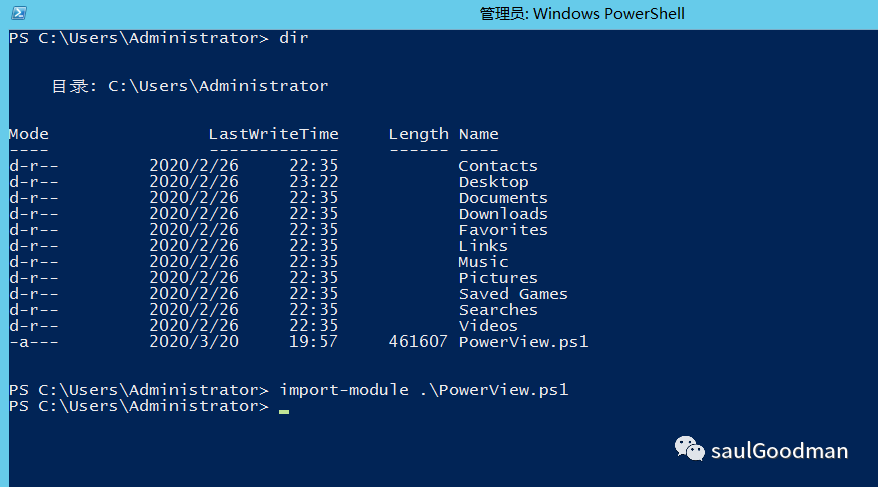 管理员: Windows PowerShell
PS C:\Users\Administrator> dir
目录: C:\Users\Administrator
Mode                LastWriteTime     Length Name
----                -------------     ------ ----
d-r--         2020/2/26     22:35            Contacts
d-r--         2020/2/26     23:22            Desktop
d-r--         2020/2/26     22:35            Documents
d-r--         2020/2/26     22:35            Downloads
d-r--         2020/2/26     22:35            Favorites
d-r--         2020/2/26     22:35            Links
d-r--         2020/2/26     22:35            Music
d-r--         2020/2/26     22:35            Pictures
d-r--         2020/2/26     22:35            Saved Games
d-r--         2020/2/26     22:35            Searches
d-r--         2020/2/26     22:35            Videos
-a---         2020/3/20     19:57     461607 PowerView.ps1
PS C:\Users\Administrator> import-module .\PowerView.ps1
PS C:\Users\Administrator>
saulGoodman